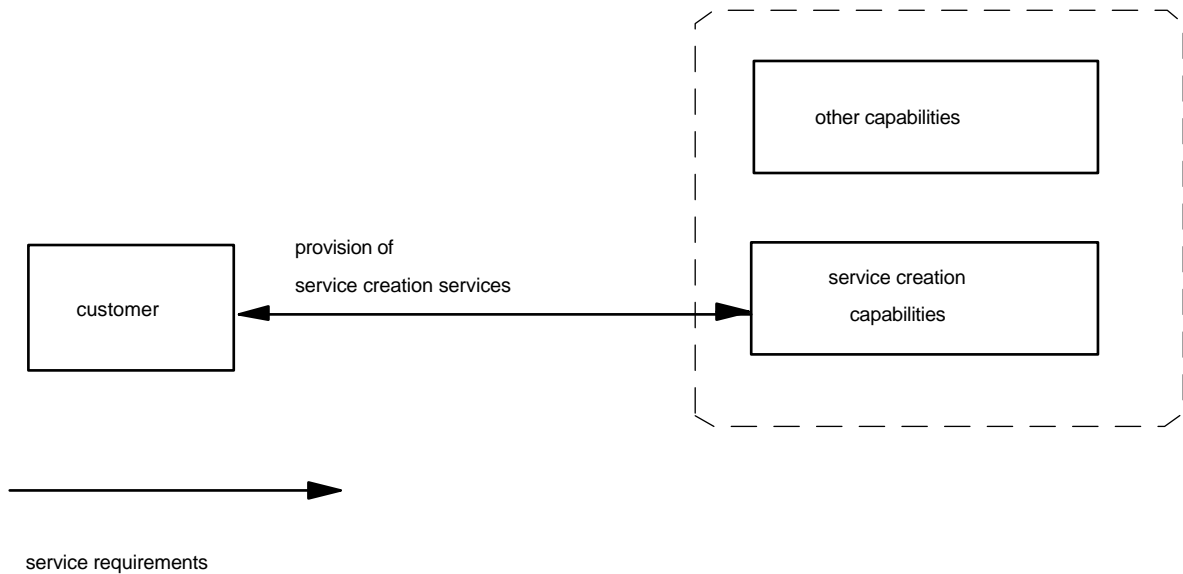 other capabilities
provision of
service creation services
customer
service creation
capabilities
service requirements